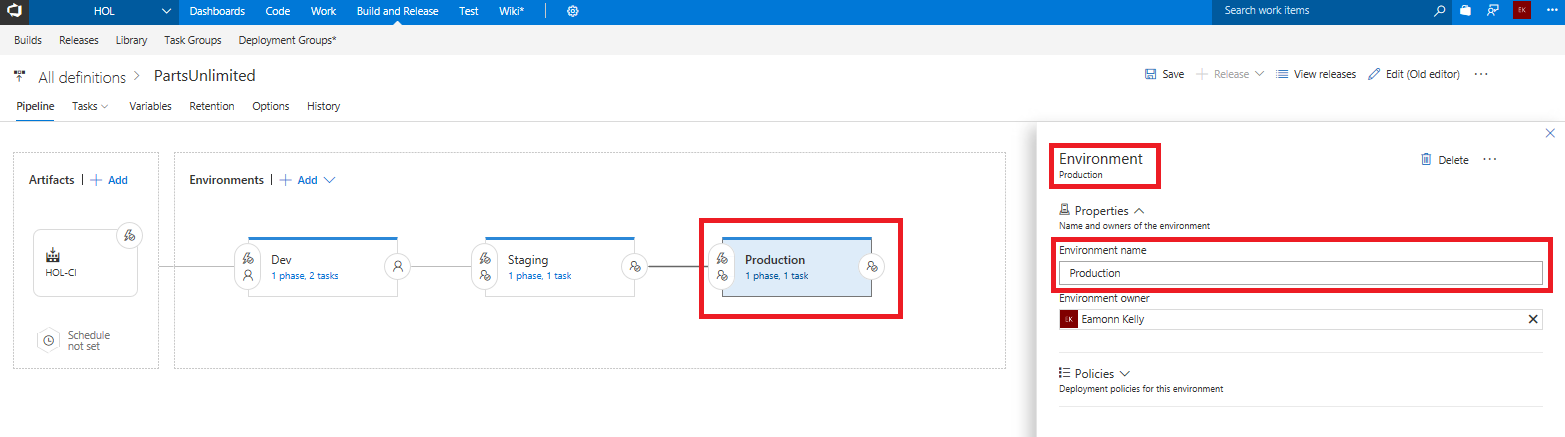 HOL Dashboards Code Work Build and Release Test Wiki* Search work items EK
Builds Releases Library Task Groups Deployment Groups*
All definitions > PartsUnlimited
Save + Release View releases Edit (Old editor) ...
Pipeline Tasks Variables Retention Options History
Artifacts | + Add
HOL-CI
Schedule
not set
Environments | + Add
Dev
1 phase, 2 tasks
Staging
1 phase, 1 task
Production
1 phase, 1 task
Environment
Production
Delete ...
Properties
Name and owners of the environment
Environment name
Production
Environment owner
EK Eamonn Kelly
Policies
Deployment policies for this environment